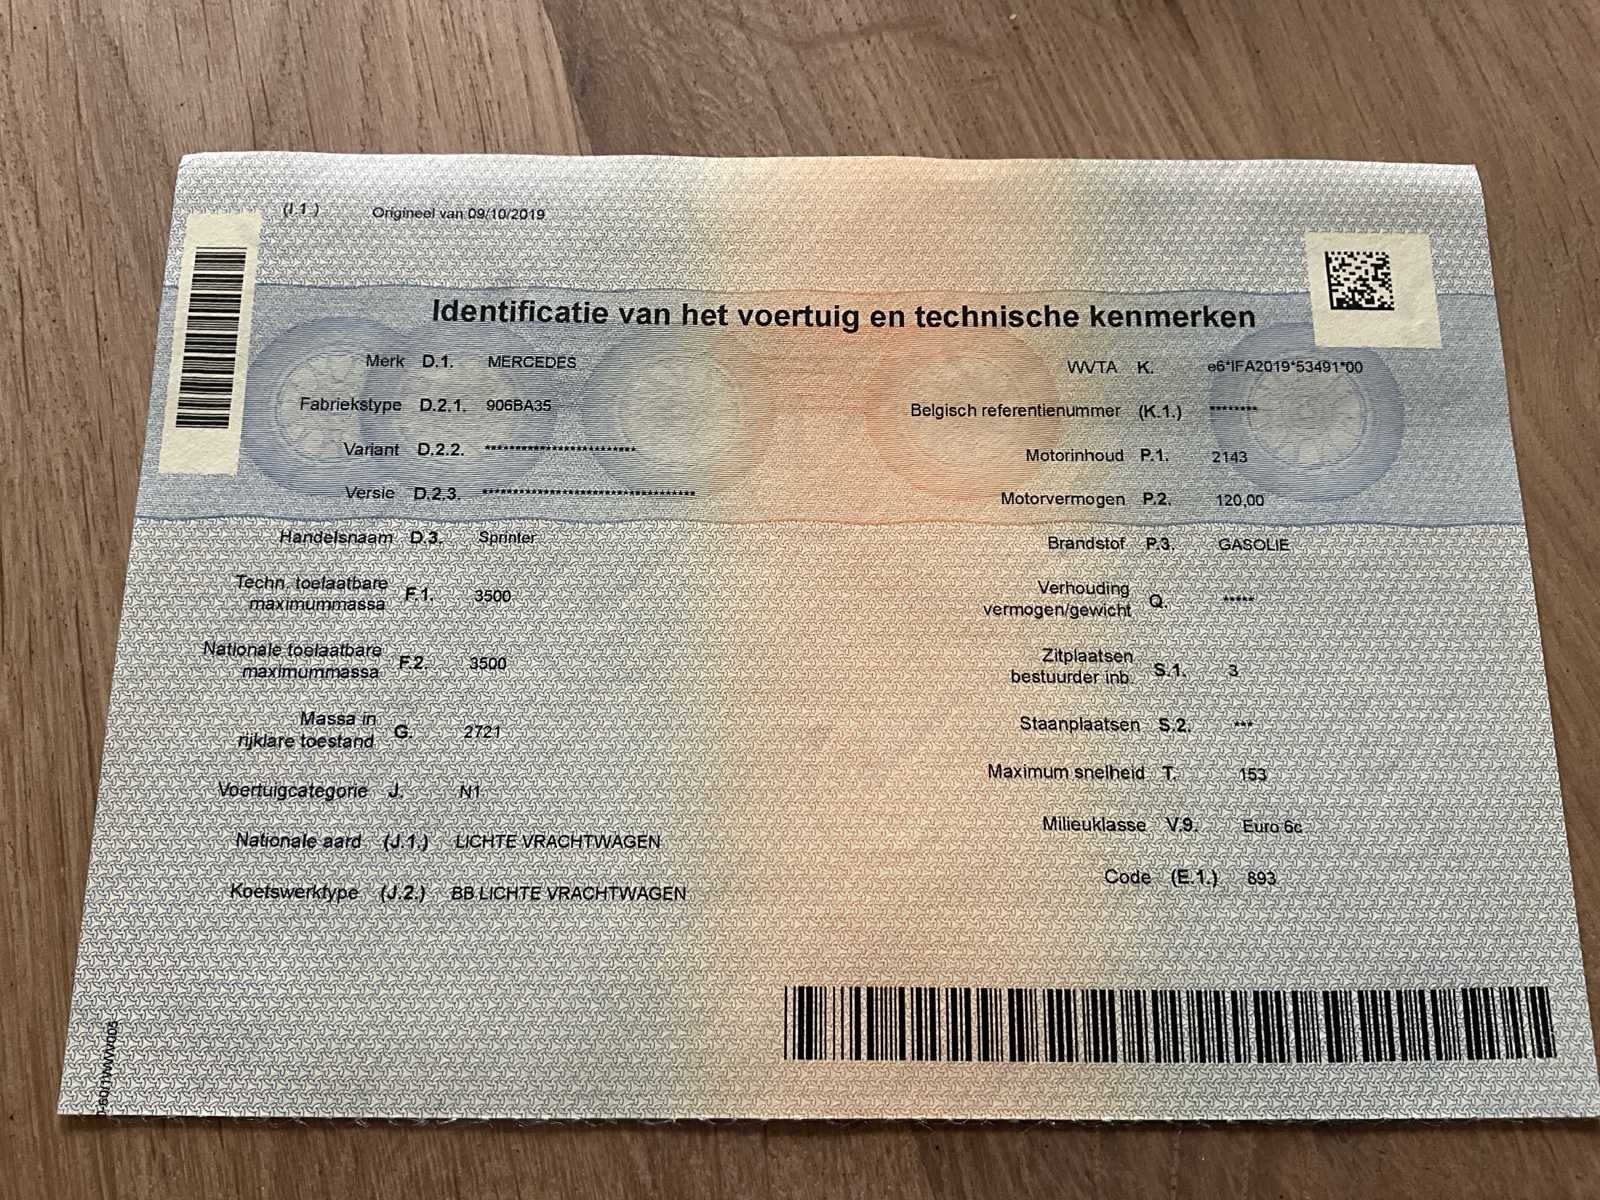 (I.1.) Origineel van 09/10/2019
Identificatie van het voertuig en technische kenmerken
Merk D.1. MERCEDES
Fabriekstype D.2.1. 906BA35
Variant D.2.2. *************************
Versie D.2.3. ***********************************
Handelsnaam D.3. Sprinter
Techn. toelaatbare
maximummassa F.1. 3500
Nationale toelaatbare
maximummassa F.2. 3500
Massa in
rijklare toestand G. 2721
Voertuigcategorie J. N1
Nationale aard (J.1.) LICHTE VRACHTWAGEN
Koetswerktype (J.2.) BB LICHTE VRACHTWAGEN
WVTA K. e6*IFA2019*53491*00
Belgisch referentienummer (K.1.) ********
Motorinhoud P.1. 2143
Motorvermogen P.2. 120,00
Brandstof P.3. GASOLIE
Verhouding
vermogen/gewicht Q. *****
Zitplaatsen
bestuurder inb. S.1. 3
Staanplaatsen S.2. ***
Maximum snelheid T. 153
Milieuklasse V.9. Euro 6c
Code (E.1.) 893